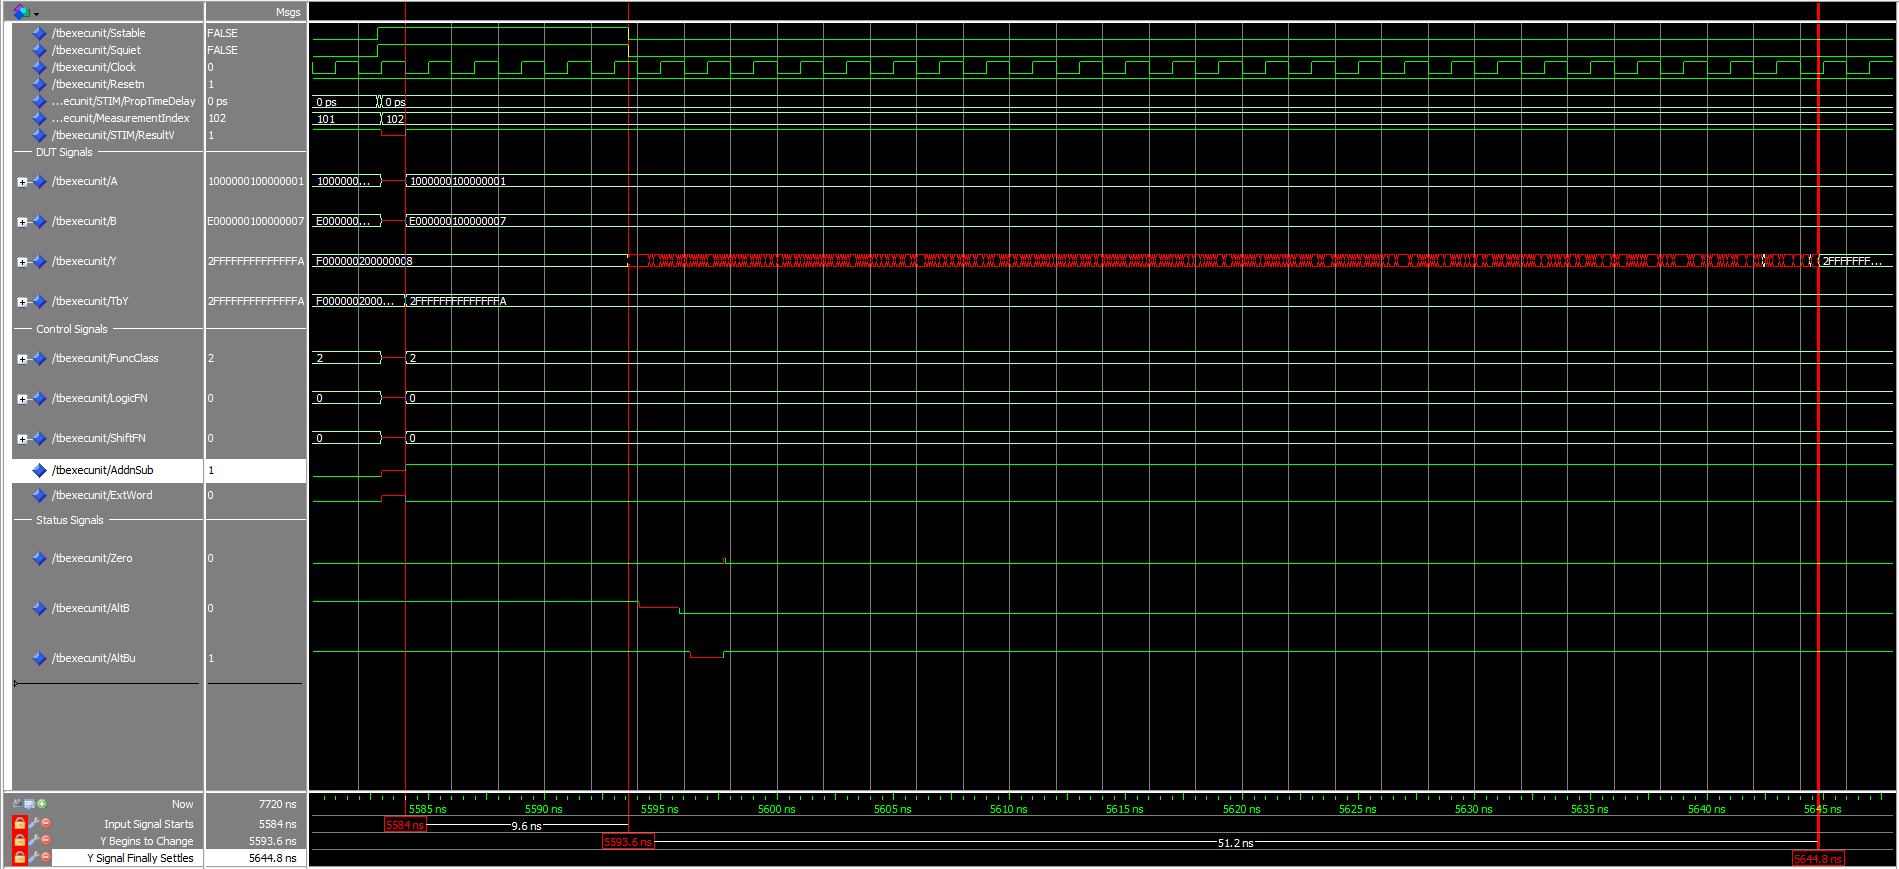 Msgs
/tbexecunit/Sstable FALSE
/tbexecunit/Squiet FALSE
/tbexecunit/Clock 0
/tbexecunit/Resetn 1
...ecunit/STIM/PropTimeDelay 0 ps 0 ps 0 ps
...ecunit/MeasurementIndex 102 101 102
/tbexecunit/STIM/ResultV 1
DUT Signals
/tbexecunit/A 1000000100000001 1000000... 1000000100000001
/tbexecunit/B E000000100000007 E000000... E000000100000007
/tbexecunit/Y 2FFFFFFFFFFFFFFA F000000200000008 2FFFFFFF...
/tbexecunit/TbY 2FFFFFFFFFFFFFFA F0000002000... 2FFFFFFFFFFFFFFA
Control Signals
/tbexecunit/FuncClass 2 2 2
/tbexecunit/LogicFN 0 0 0
/tbexecunit/ShiftFN 0 0 0
/tbexecunit/AddnSub 1
/tbexecunit/ExtWord 0
Status Signals
/tbexecunit/Zero 0
/tbexecunit/AltB 0
/tbexecunit/AltBu 1
Now 7720 ns 5585 ns 5590 ns 5595 ns 5600 ns 5605 ns 5610 ns 5615 ns 5620 ns 5625 ns 5630 ns 5635 ns 5640 ns 5645 ns
Input Signal Starts 5584 ns 5584 ns 9.6 ns
Y Begins to Change 5593.6 ns 5593.6 ns 51.2 ns
Y Signal Finally Settles 5644.8 ns 5644.8 ns